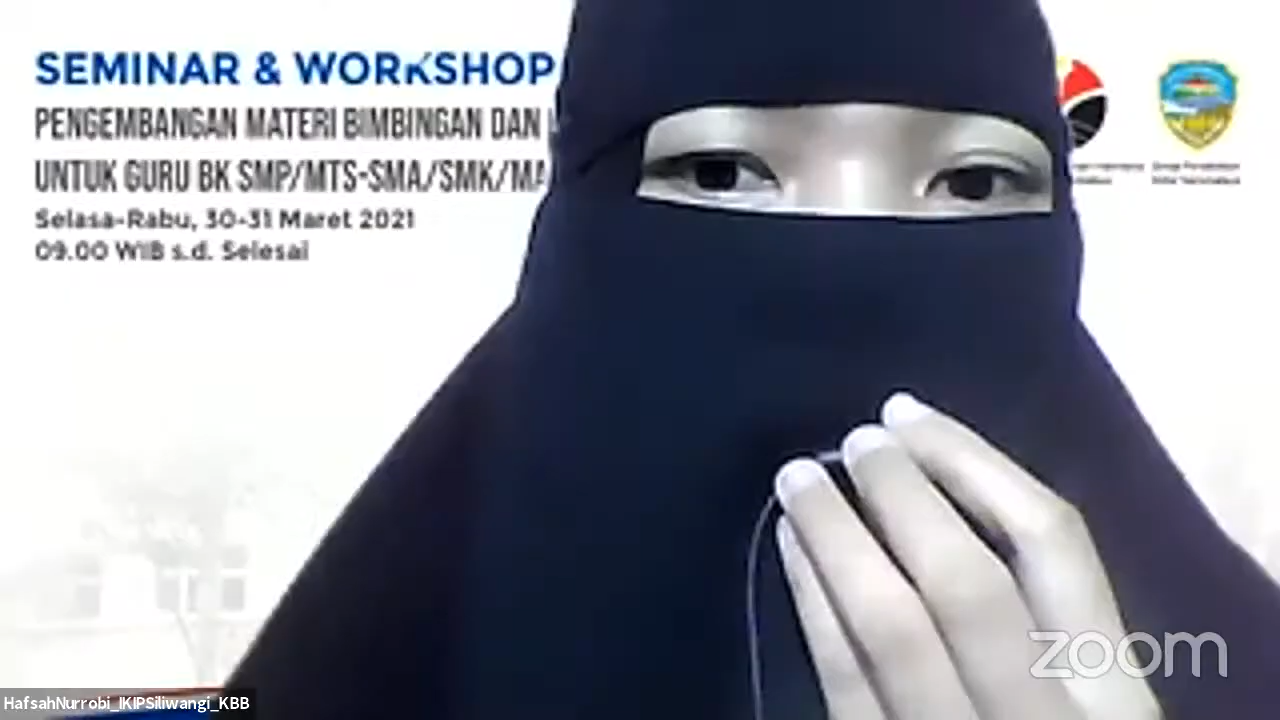 SEMINAR & WORKSHOP
PENGEMBANGAN MATERI BIMBINGAN DAN
UNTUK GURU BK SMP/MTS-SMA/SMK/MA
Selasa-Rabu, 30-31 Maret 2021
09.00 WIB s.d. Selesai
zoom
HafsahNurrobi_IKIPSiliwangi_KBB